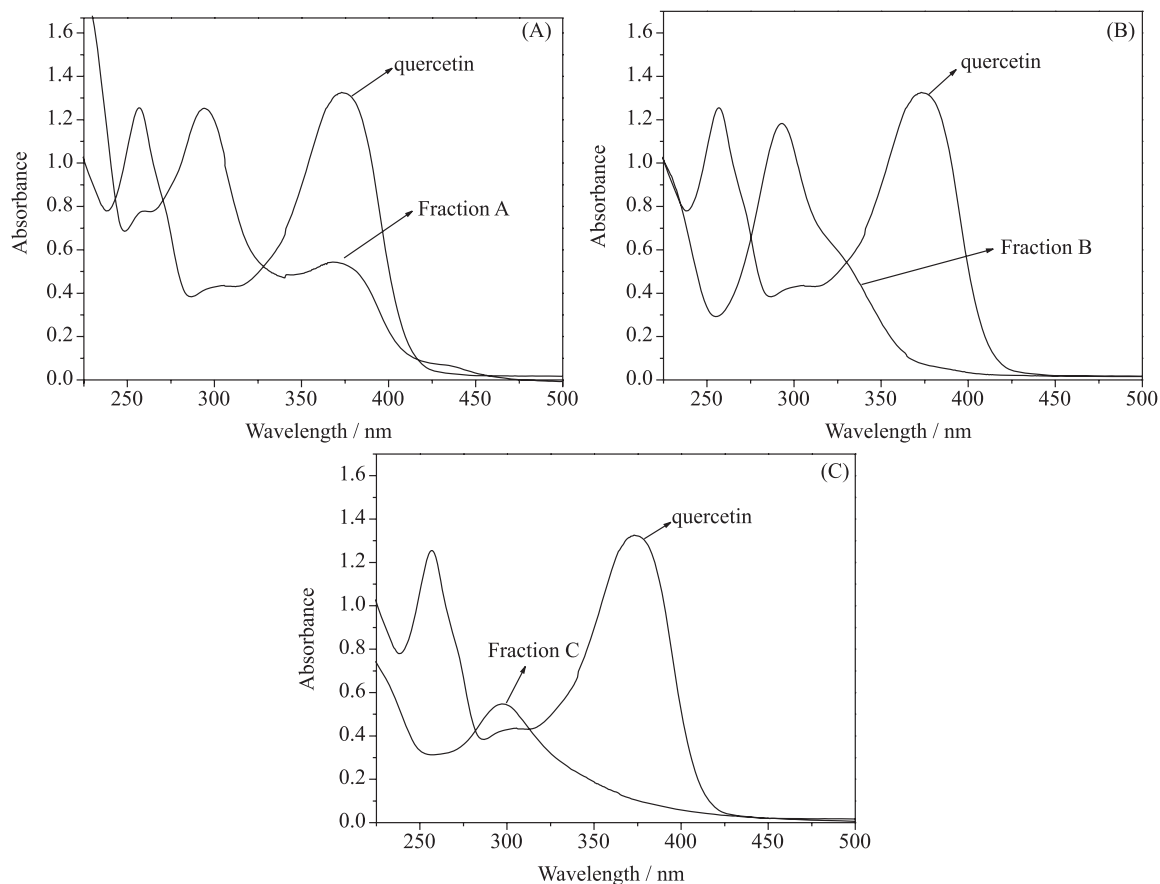 (A)
1.6
1.4
1.2
1.0
0.8
0.6
0.4
0.2
0.0
Absorbance
quercetin
Fraction A
250 300 350 400 450 500
Wavelength / nm
(B)
1.6
1.4
1.2
1.0
0.8
0.6
0.4
0.2
0.0
Absorbance
quercetin
Fraction B
250 300 350 400 450 500
Wavelength / nm
(C)
1.6
1.4
1.2
1.0
0.8
0.6
0.4
0.2
0.0
Absorbance
quercetin
Fraction C
250 300 350 400 450 500
Wavelength / nm